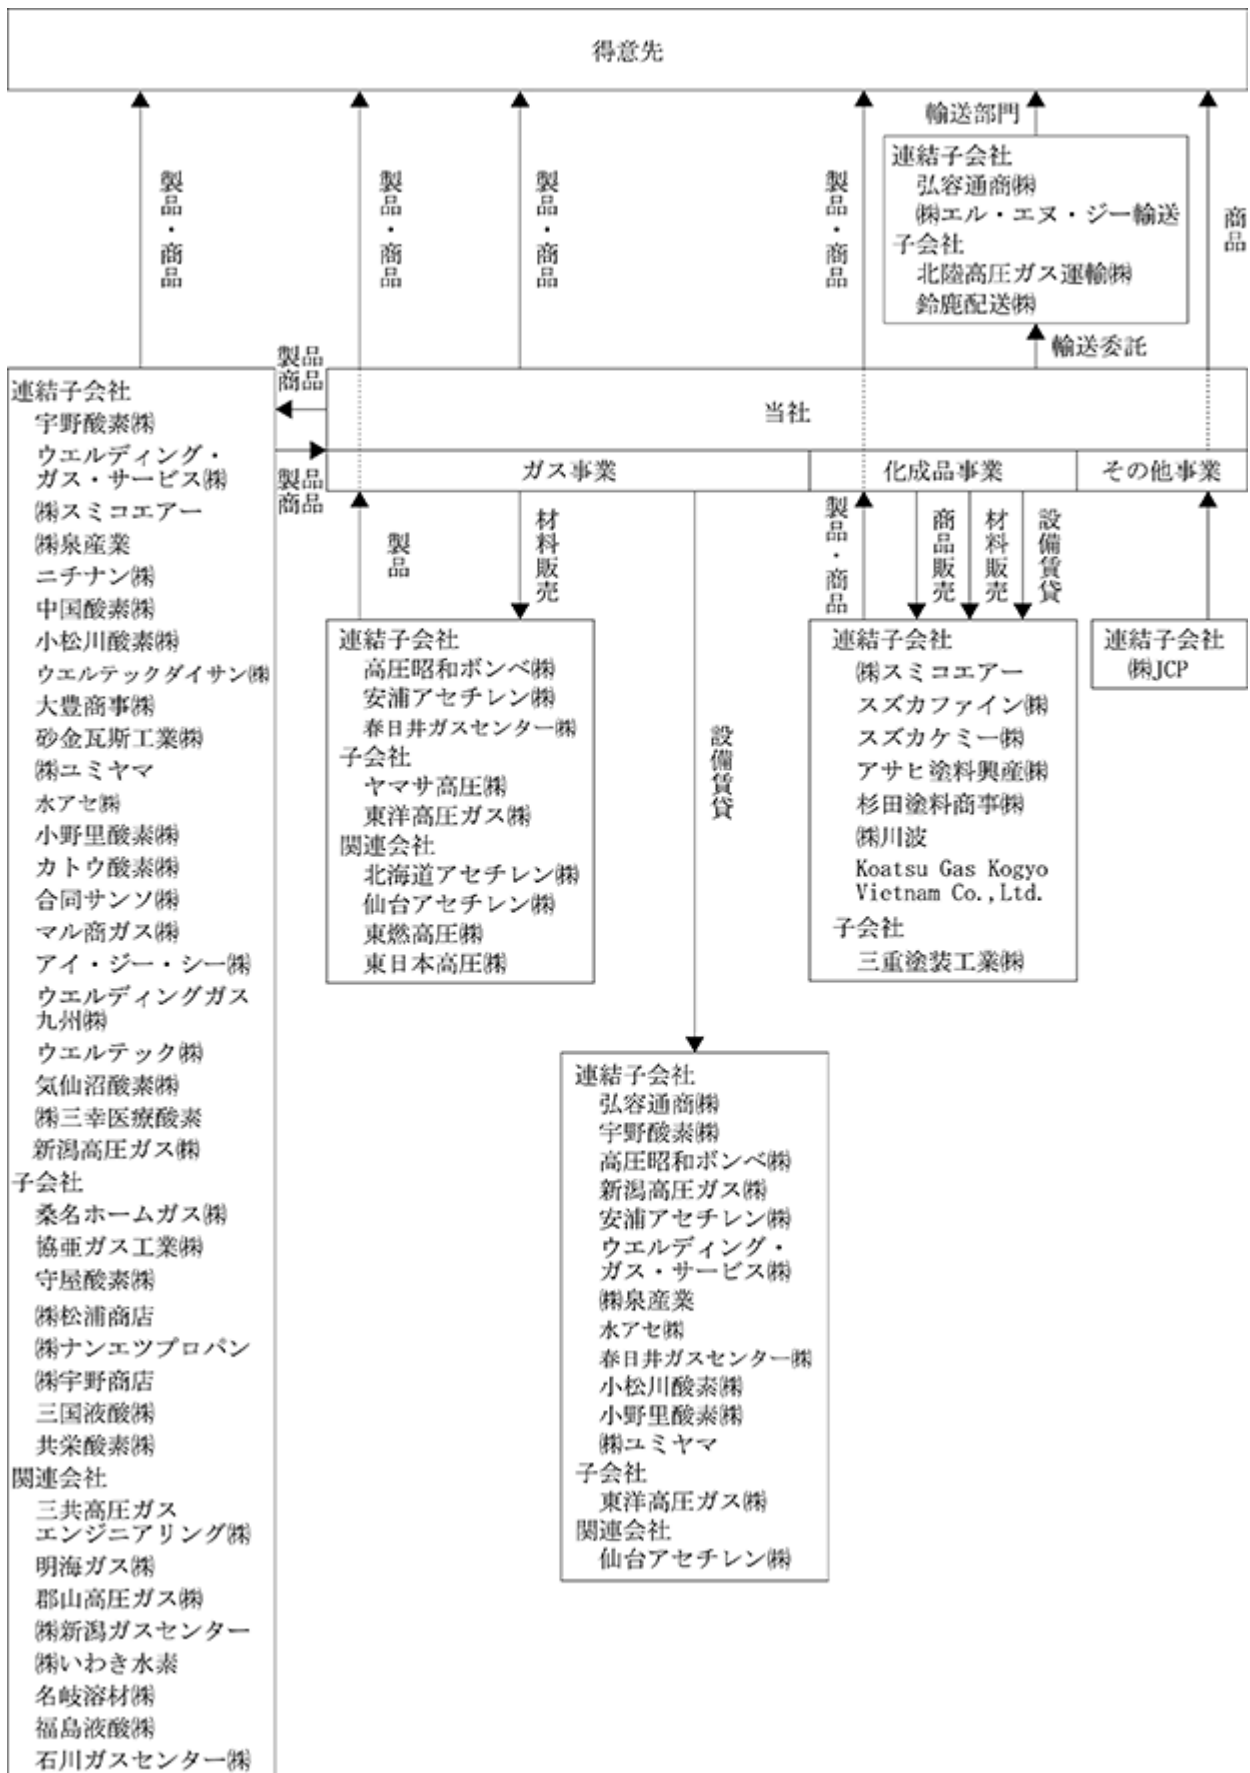 得意先
製品・商品
製品・商品
製品・商品
製品・商品
輸送部門
連結子会社
弘容通商㈱
㈱エル・エヌ・ジー輸送
子会社
北陸高圧ガス運輸㈱
鈴鹿配送㈱
商品
輸送委託
製品
商品
製品
商品
当社
ガス事業
化成品事業
その他事業
連結子会社
宇野酸素㈱
ウエルディング・
ガス・サービス㈱
㈱スミコエアー
㈱泉産業
ニチナン㈱
中国酸素㈱
小松川酸素㈱
ウエルテックダイサン㈱
大豊商事㈱
砂金瓦斯工業㈱
㈱ユミヤマ
水アセ㈱
小野里酸素㈱
カトウ酸素㈱
合同サンソ㈱
マル商ガス㈱
アイ・ジー・シー㈱
ウエルディングガス
九州㈱
ウエルテック㈱
気仙沼酸素㈱
㈱三幸医療酸素
新潟高圧ガス㈱
子会社
桑名ホームガス㈱
協亜ガス工業㈱
守屋酸素㈱
㈱松浦商店
㈱ナンエツプロパン
㈱宇野商店
三国液酸㈱
共栄酸素㈱
関連会社
三共高圧ガス
エンジニアリング㈱
明海ガス㈱
郡山高圧ガス㈱
㈱新潟ガスセンター
㈱いわき水素
名岐溶材㈱
福島液酸㈱
石川ガスセンター㈱
製品
材料販売
連結子会社
高圧昭和ボンベ㈱
安浦アセチレン㈱
春日井ガスセンター㈱
子会社
ヤマサ高圧㈱
東洋高圧ガス㈱
関連会社
北海道アセチレン㈱
仙台アセチレン㈱
東燃高圧㈱
東日本高圧㈱
設備賃貸
連結子会社
弘容通商㈱
宇野酸素㈱
高圧昭和ボンベ㈱
新潟高圧ガス㈱
安浦アセチレン㈱
ウエルディング・
ガス・サービス㈱
㈱泉産業
水アセ㈱
春日井ガスセンター㈱
小松川酸素㈱
小野里酸素㈱
㈱ユミヤマ
子会社
東洋高圧ガス㈱
関連会社
仙台アセチレン㈱
製品・商品
商品販売
材料販売
設備賃貸
連結子会社
㈱スミコエアー
スズカファイン㈱
スズカケミー㈱
アサヒ塗料興産㈱
杉田塗料商事㈱
㈱川波
Koatsu Gas Kogyo
Vietnam Co.,Ltd.
子会社
三重塗装工業㈱
連結子会社
㈱JCP